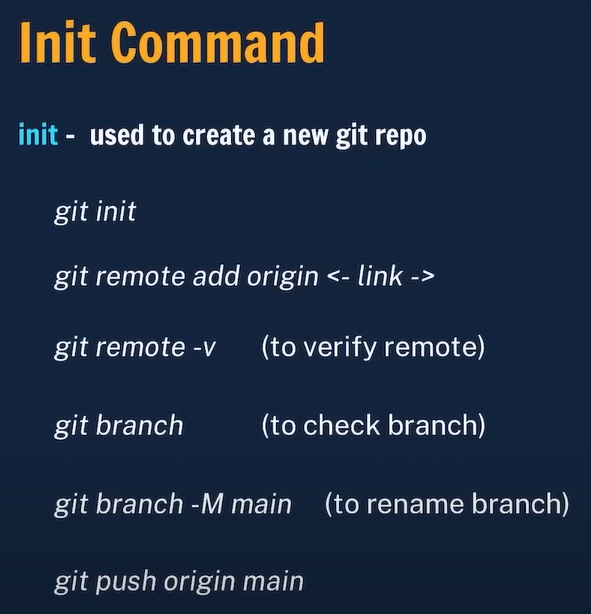 Init Command
init - used to create a new git repo
git init
git remote add origin <- link ->
git remote -v (to verify remote)
git branch (to check branch)
git branch -M main (to rename branch)
git push origin main